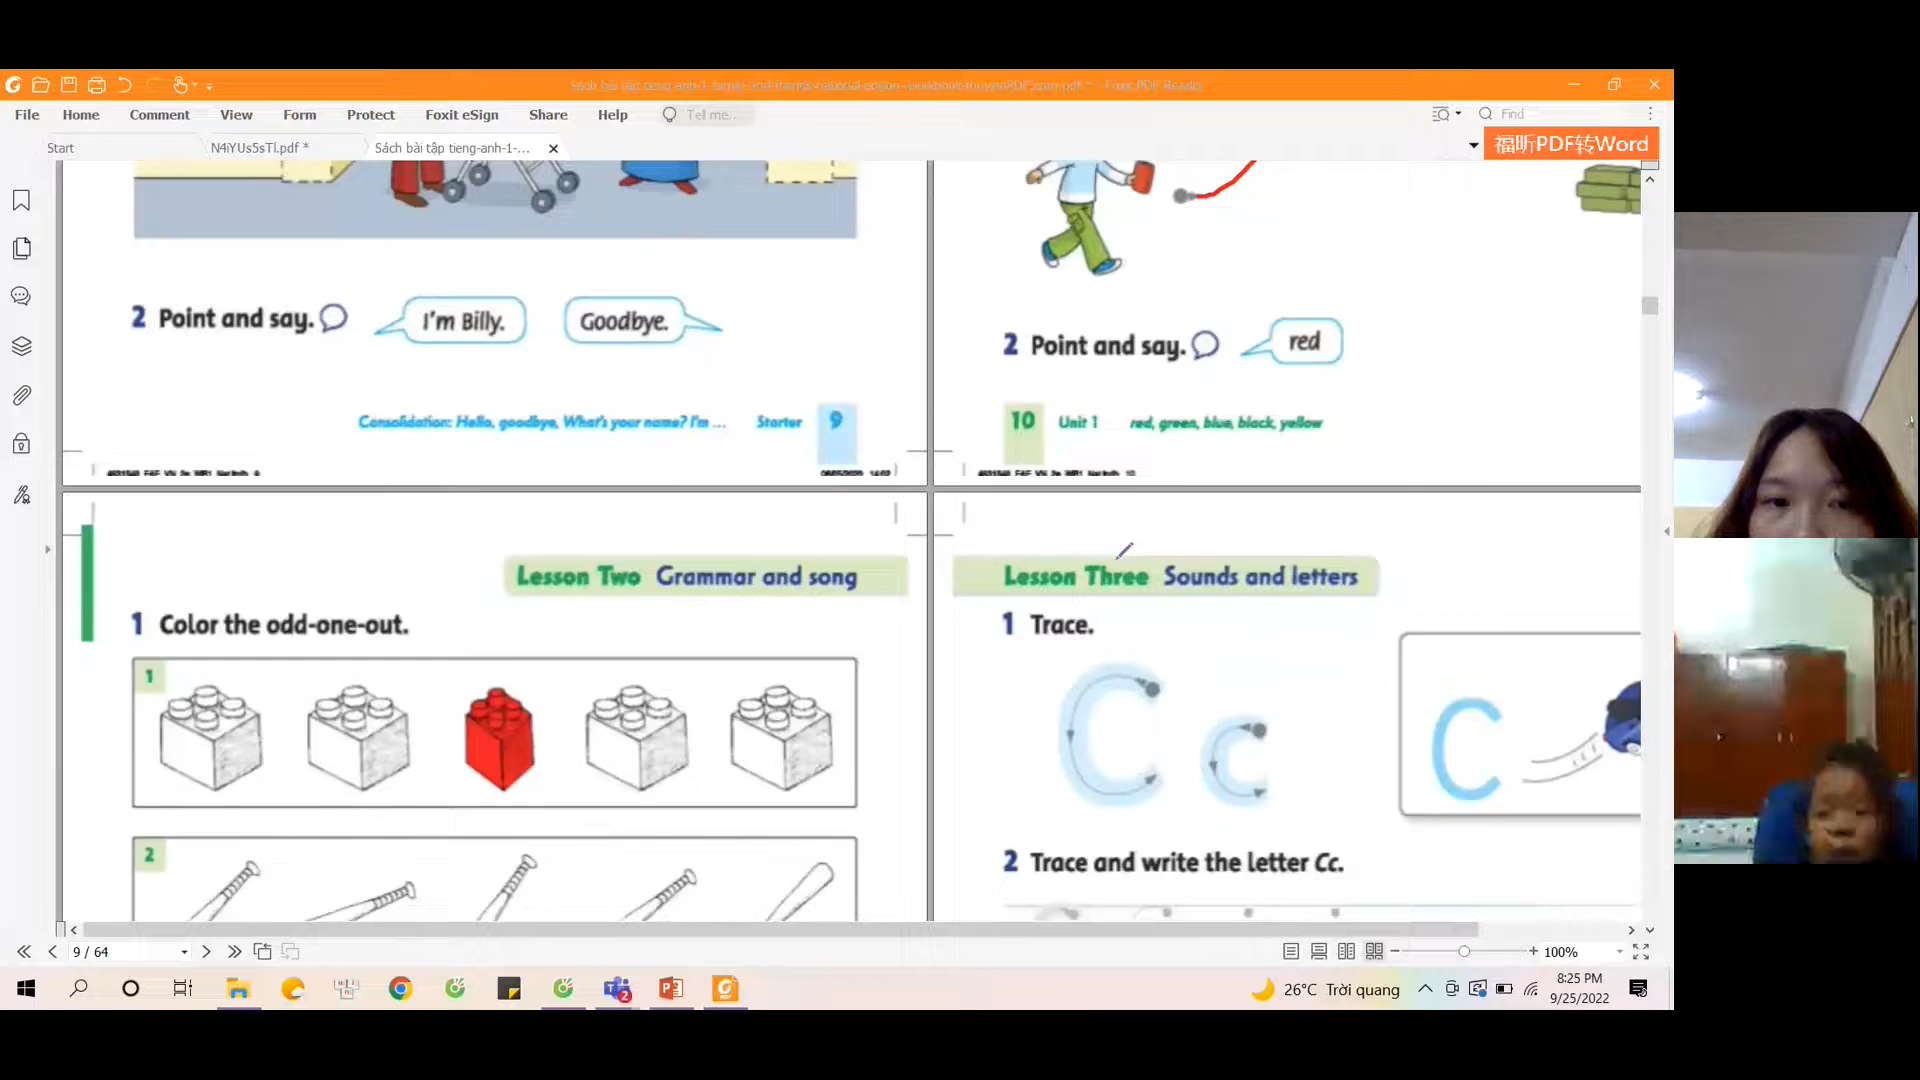 File Home Comment View Form Protect Foxit eSign Share Help Tell me... Find
Start N4iYUs5sTl.pdf * Sách bài tập tieng-anh-1-...
福昕PDF转Word
2 Point and say. I'm Billy. Goodbye.
Consolidation: Hello, goodbye, What's your name? I'm ... Starter 9
2 Point and say. red
10 Unit 1 red, green, blue, black, yellow
Lesson Two Grammar and song
1 Color the odd-one-out.
1
2
Lesson Three Sounds and letters
1 Trace.
C c
C
2 Trace and write the letter Cc.
9 / 64
100%
26°C Trời quang
8:25 PM
9/25/2022